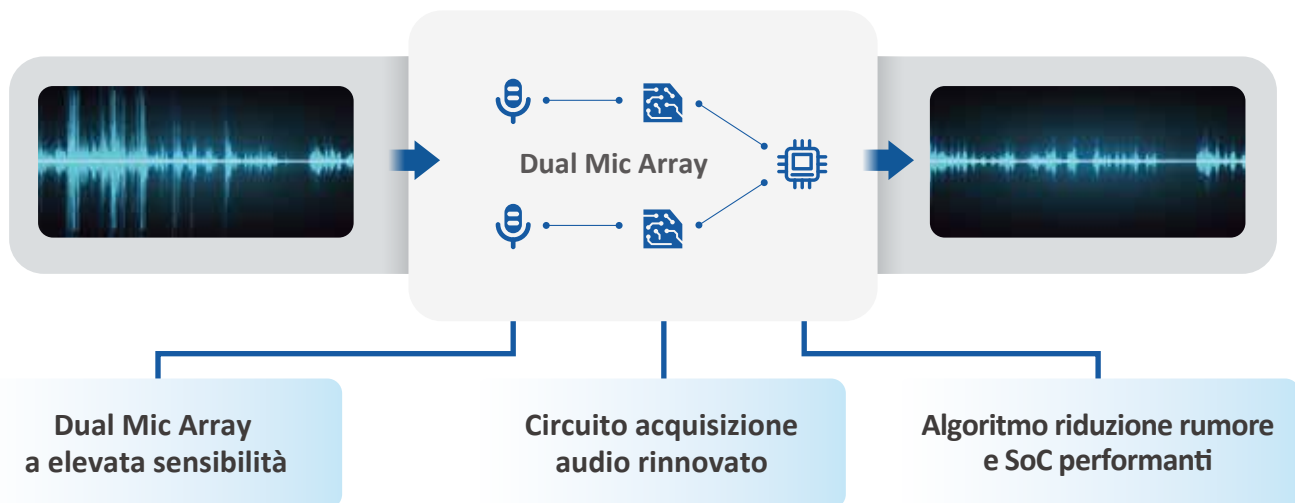 Dual Mic Array
Dual Mic Array
a elevata sensibilità
Circuito acquisizione
audio rinnovato
Algoritmo riduzione rumore
e SoC performanti